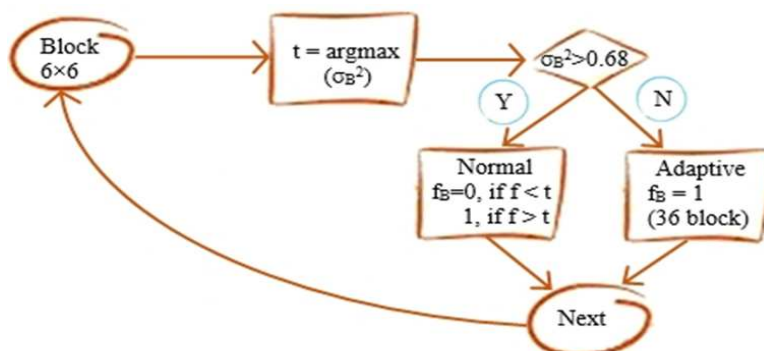 Block
6×6
t = argmax
(σB²)
σB²>0.68
Y
N
Normal
fB=0, if f < t
1, if f > t
Adaptive
fB = 1
(36 block)
Next